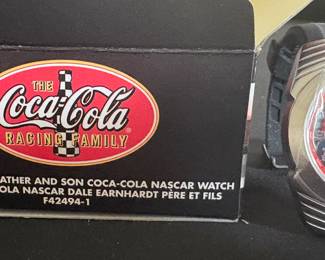 THE
Coca-Cola
RACING FAMILY
®
ATHER AND SON COCA-COLA NASCAR WATCH
OLA NASCAR DALE EARNHARDT PÈRE ET FILS
F42494-1